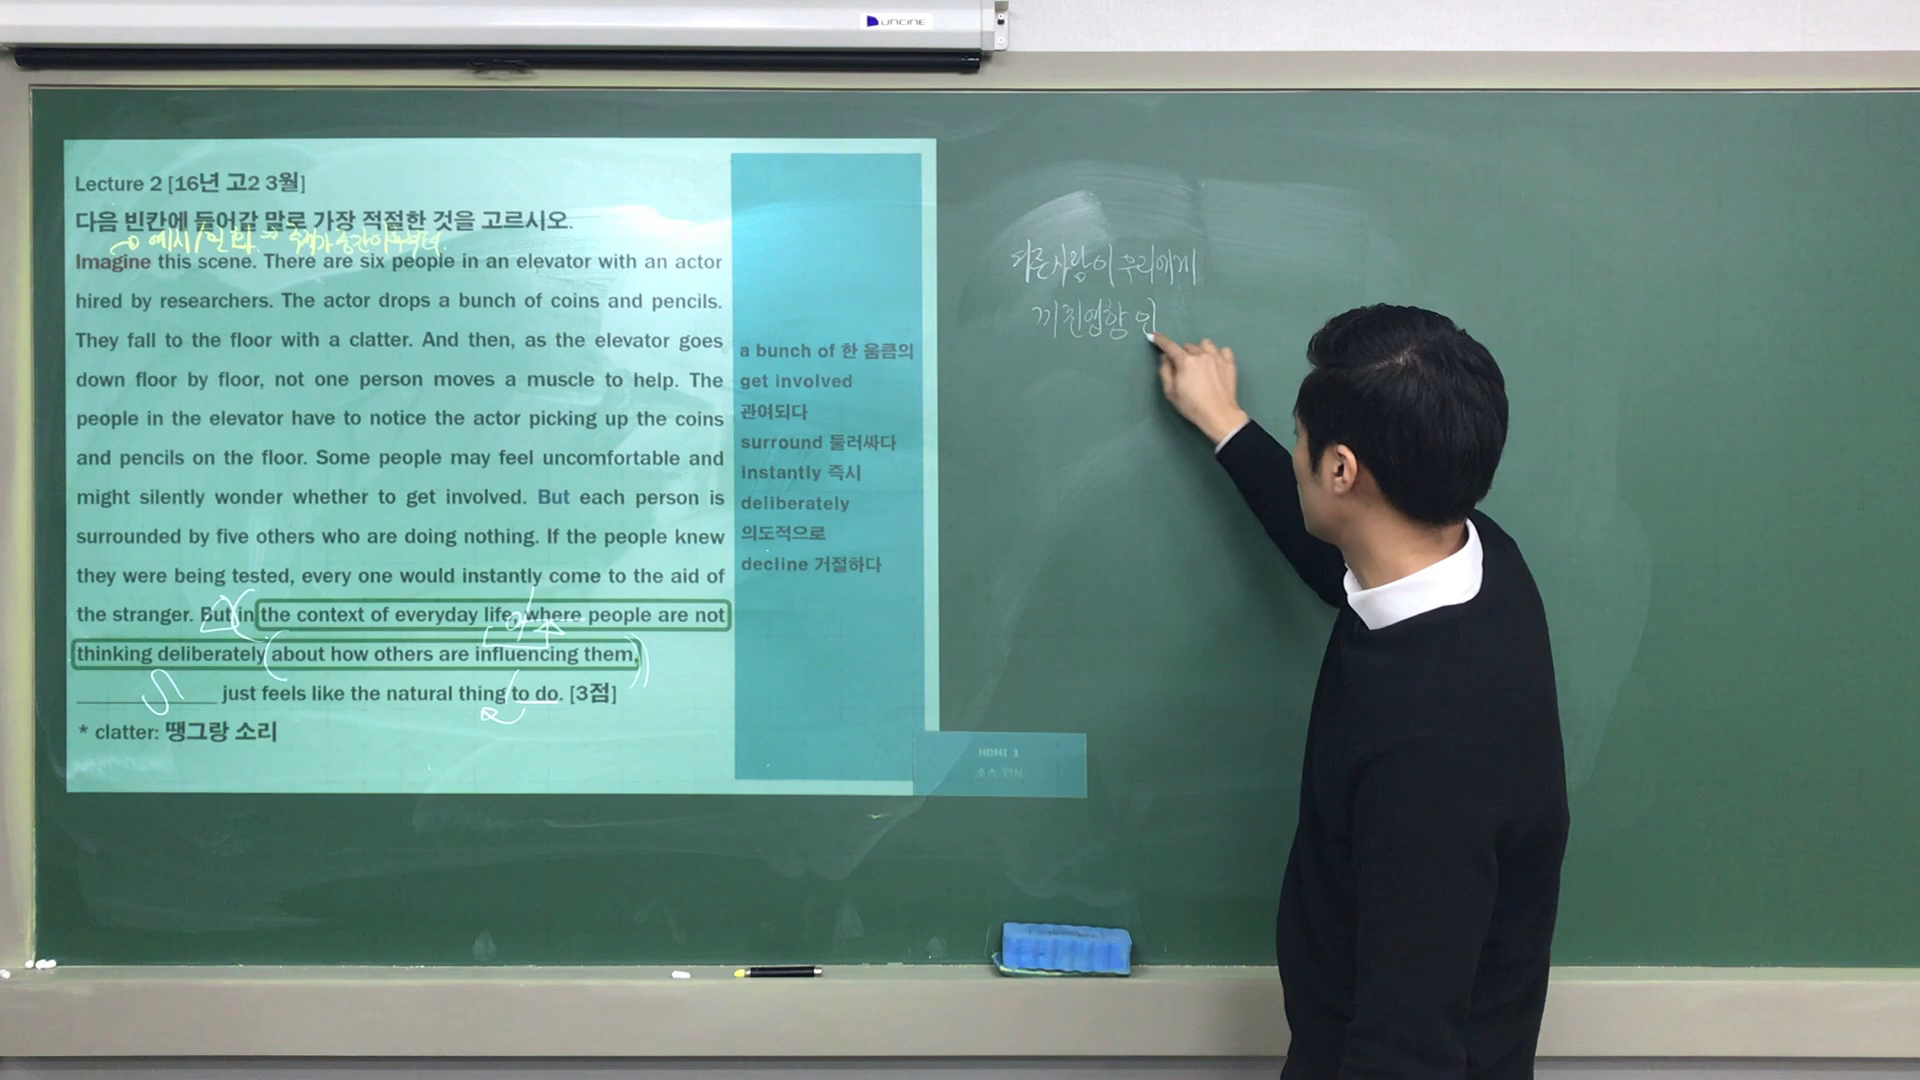 UNCINE
Lecture 2 [16년 고2 3월]
다음 빈칸에 들어갈 말로 가장 적절한 것을 고르시오.
예시/일화
Imagine this scene. There are six people in an elevator with an actor
hired by researchers. The actor drops a bunch of coins and pencils.
They fall to the floor with a clatter. And then, as the elevator goes
down floor by floor, not one person moves a muscle to help. The
people in the elevator have to notice the actor picking up the coins
and pencils on the floor. Some people may feel uncomfortable and
might silently wonder whether to get involved. But each person is
surrounded by five others who are doing nothing. If the people knew
they were being tested, every one would instantly come to the aid of
the stranger. But in the context of everyday life, where people are not
thinking deliberately about how others are influencing them,
just feels like the natural thing to do. [3점]
* clatter: 땡그랑 소리
a bunch of 한 움큼의
get involved
관여되다
surround 둘러싸다
instantly 즉시
deliberately
의도적으로
decline 거절하다
HDMI 1
다른사람이 우리에게
끼친영향 인